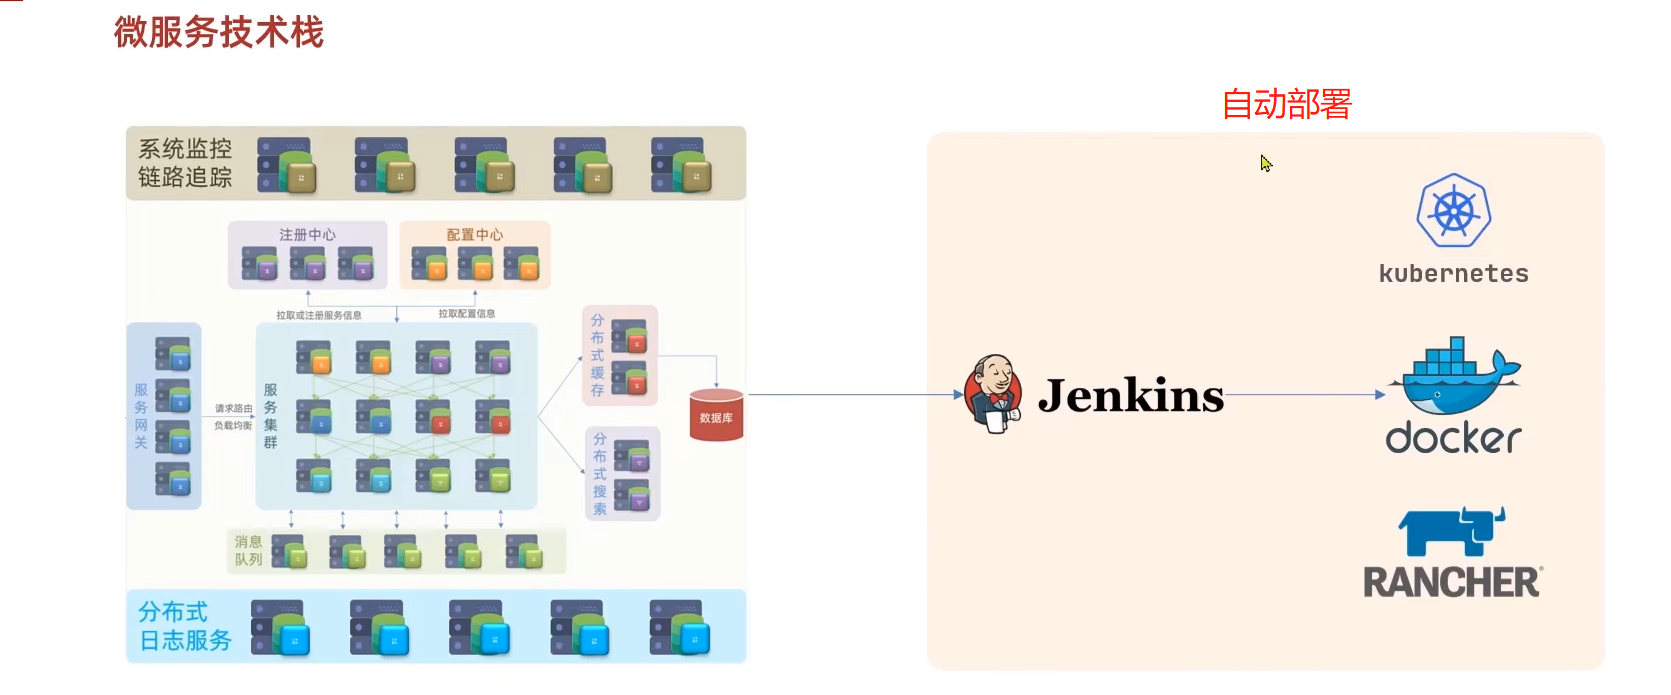 微服务技术栈
自动部署
系统监控
链路追踪
注册中心
配置中心
拉取或注册服务信息
拉取配置信息
服务网关
请求路由
负载均衡
服务集群
分布式缓存
分布式搜索
数据库
消息
队列
分布式
日志服务
Jenkins
kubernetes
docker
RANCHER®